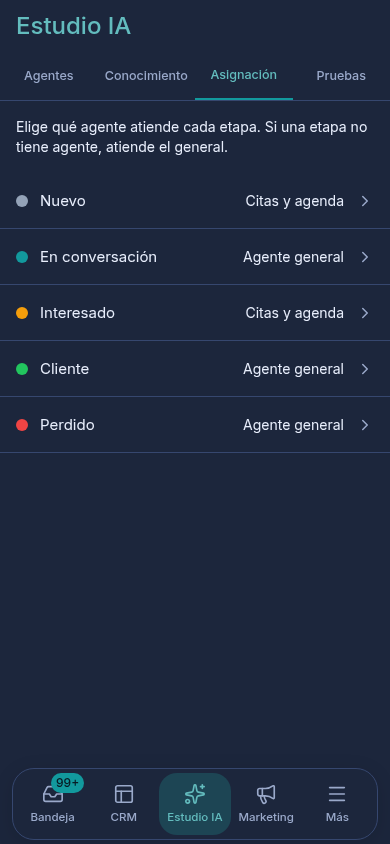 Estudio IA
Agentes
Conocimiento
Asignación
Pruebas
Elige qué agente atiende cada etapa. Si una etapa no
tiene agente, atiende el general.
Nuevo
Citas y agenda
En conversación
Agente general
Interesado
Citas y agenda
Cliente
Agente general
Perdido
Agente general
99+
Bandeja
CRM
Estudio IA
Marketing
Más